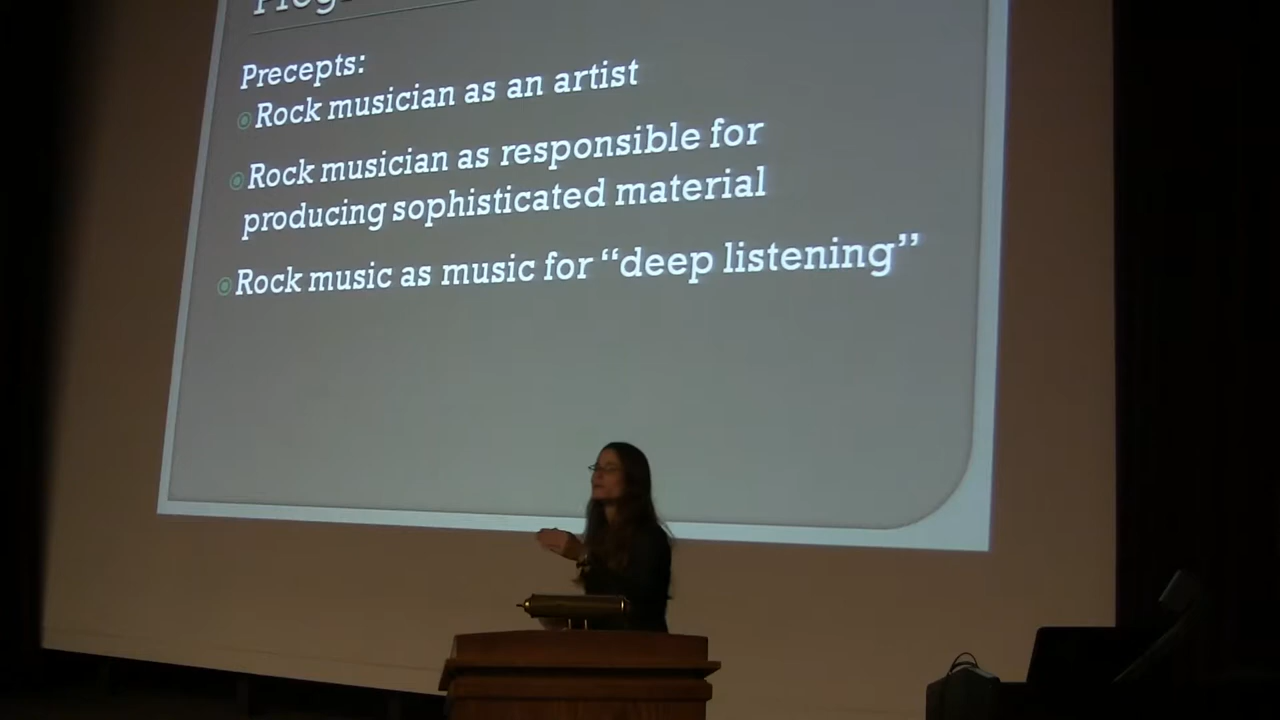 Precepts:
Rock musician as an artist
Rock musician as responsible for
producing sophisticated material
Rock music as music for “deep listening”